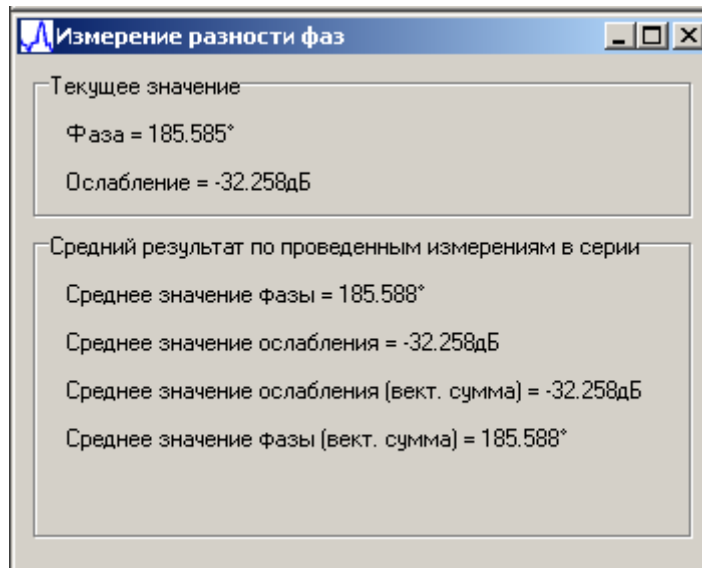 Измерение разности фаз
Текущее значение
Фаза = 185.585°
Ослабление = -32.258дБ
Средний результат по проведенным измерениям в серии
Среднее значение фазы = 185.588°
Среднее значение ослабления = -32.258дБ
Среднее значение ослабления (вект. сумма) = -32.258дБ
Среднее значение фазы (вект. сумма) = 185.588°